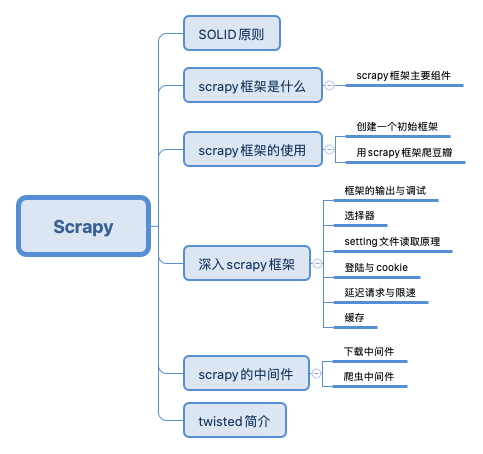 SOLID原则
scrapy框架是什么
scrapy框架主要组件
scrapy框架的使用
创建一个初始框架
用scrapy框架爬豆瓣
Scrapy
深入scrapy框架
框架的输出与调试
选择器
setting文件读取原理
登陆与cookie
延迟请求与限速
缓存
scrapy的中间件
下载中间件
爬虫中间件
twisted简介